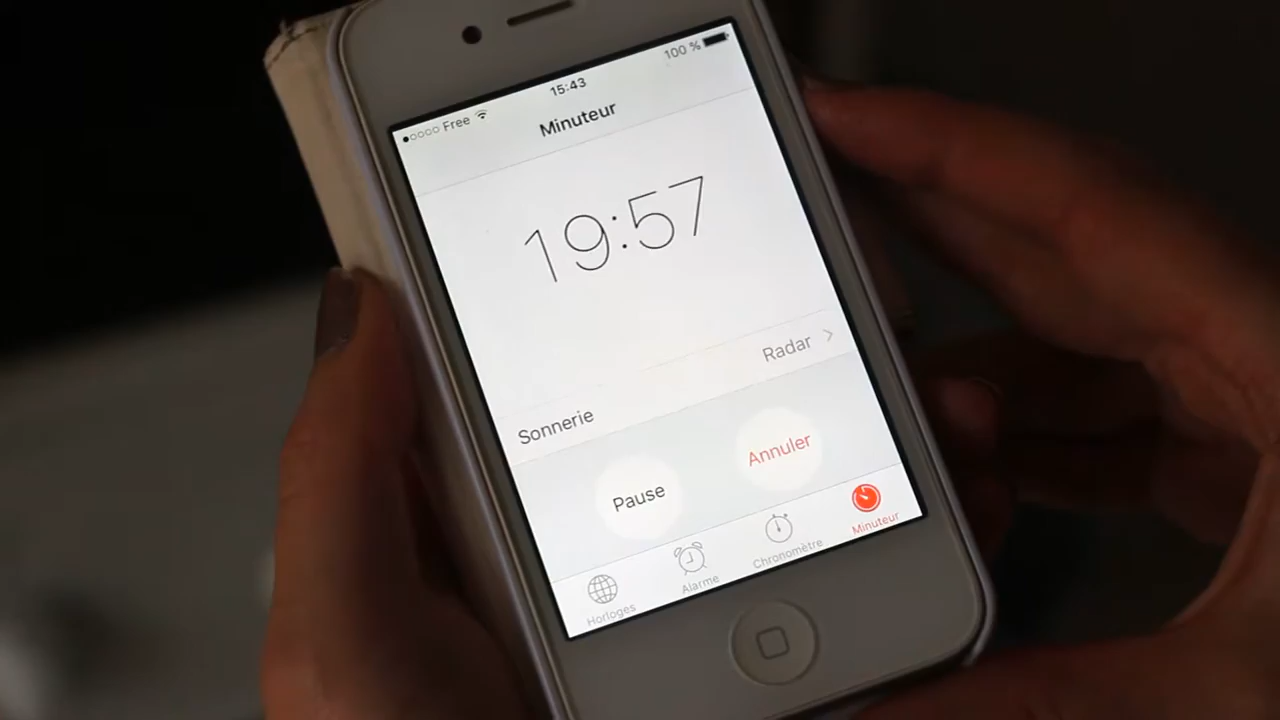 Free 15:43 100 %
Minuteur
19:57
Sonnerie Radar
Pause Annuler
Horloges Alarme Chronomètre Minuteur